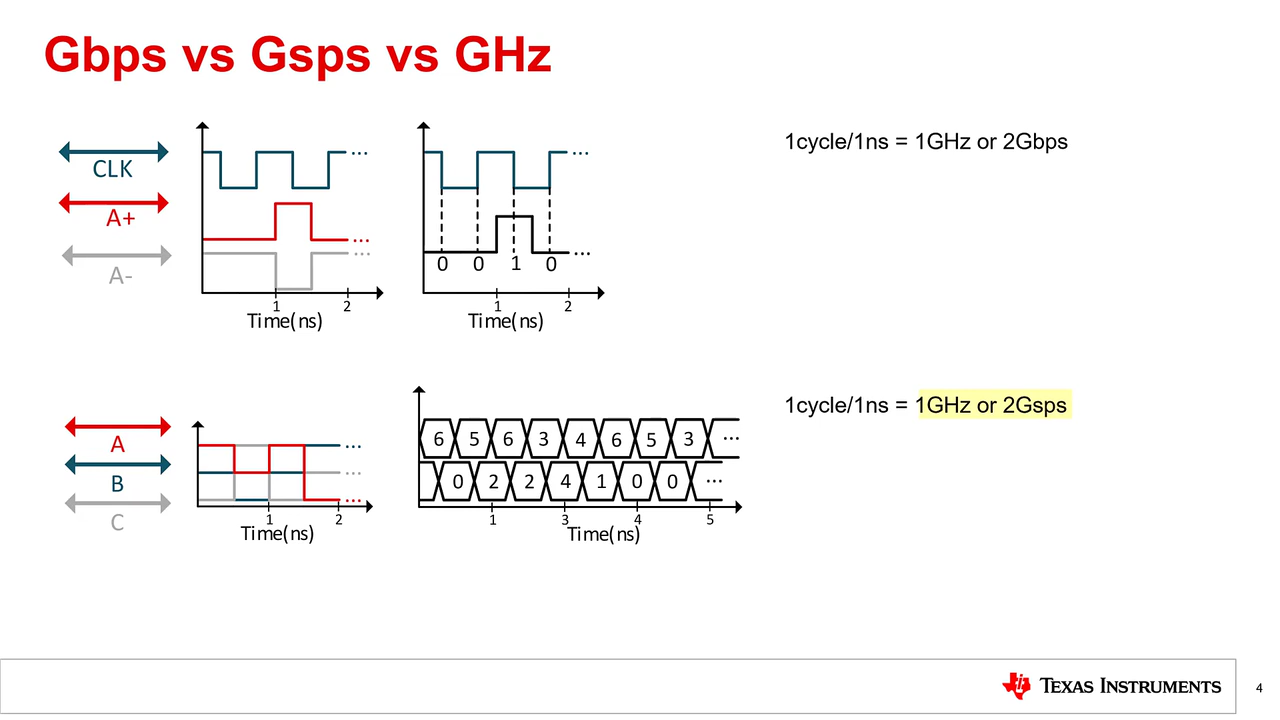 Gbps vs Gsps vs GHz
CLK
A+
A-
...
...
...
1
2
Time(ns)
...
...
0 0 1 0
1
2
Time(ns)
1cycle/1ns = 1GHz or 2Gbps
A
B
C
...
...
...
1
2
Time(ns)
6 5 6 3 4 6 5 3 ...
0 2 2 4 1 0 0 ...
1 3 4 5
Time(ns)
1cycle/1ns = 1GHz or 2Gsps
TEXAS INSTRUMENTS
4